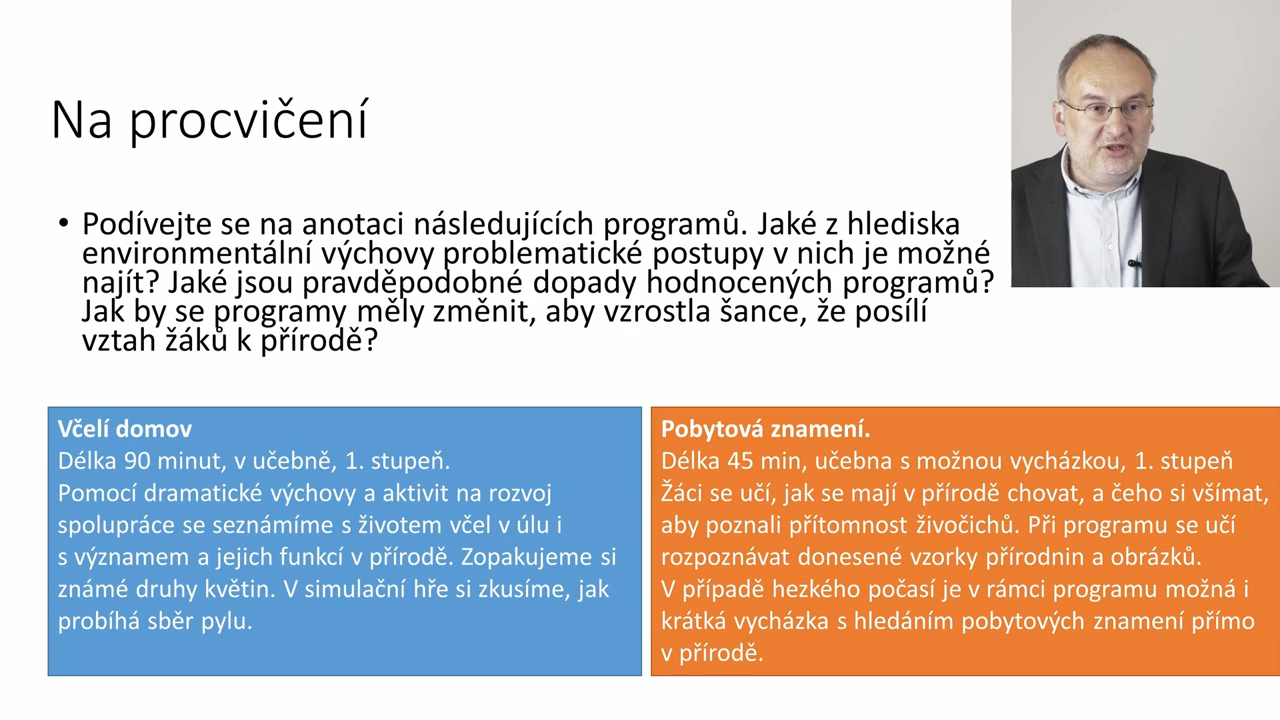 Na procvičení
• Podívejte se na anotaci následujících programů. Jaké z hlediska
environmentální výchovy problematické postupy v nich je možné
najít? Jaké jsou pravděpodobné dopady hodnocených programů?
Jak by se programy měly změnit, aby vzrostla šance, že posílí
vztah žáků k přírodě?
Včelí domov
Délka 90 minut, v učebně, 1. stupeň.
Pomocí dramatické výchovy a aktivit na rozvoj
spolupráce se seznámíme s životem včel v úlu i
s významem a jejich funkcí v přírodě. Zopakujeme si
známé druhy květin. V simulační hře si zkusíme, jak
probíhá sběr pylu.
Pobytová znamení.
Délka 45 min, učebna s možnou vycházkou, 1. stupeň
Žáci se učí, jak se mají v přírodě chovat, a čeho si všímat,
aby poznali přítomnost živočichů. Při programu se učí
rozpoznávat donesené vzorky přírodnin a obrázků.
V případě hezkého počasí je v rámci programu možná i
krátká vycházka s hledáním pobytových znamení přímo
v přírodě.